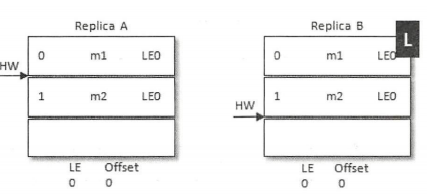 Replica A
0 m1 LE0
HW
1 m2 LE0
LE Offset
0 0
Replica B
L
0 m1 LE0
1 m2 LE0
HW
LE Offset
0 0